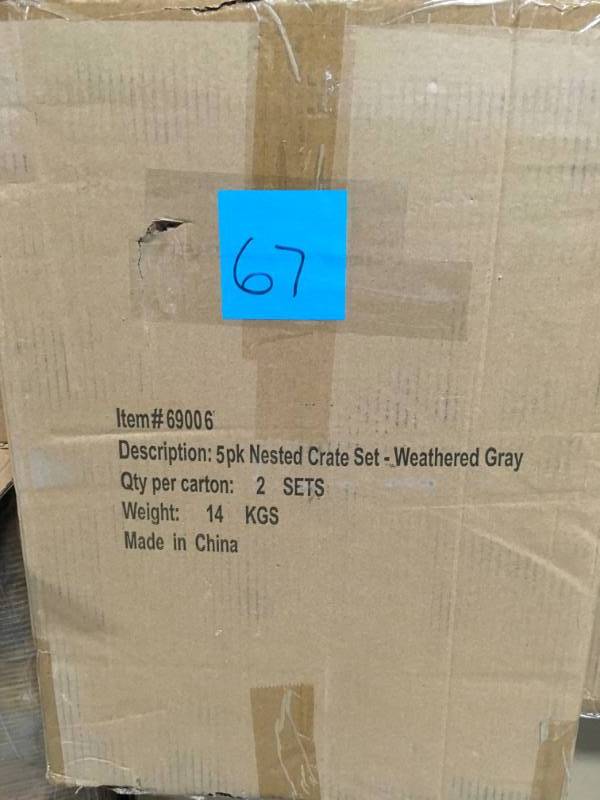 67
Item# 69006
Description: 5pk Nested Crate Set - Weathered Gray
Qty per carton: 2 SETS
Weight: 14 KGS
Made in China